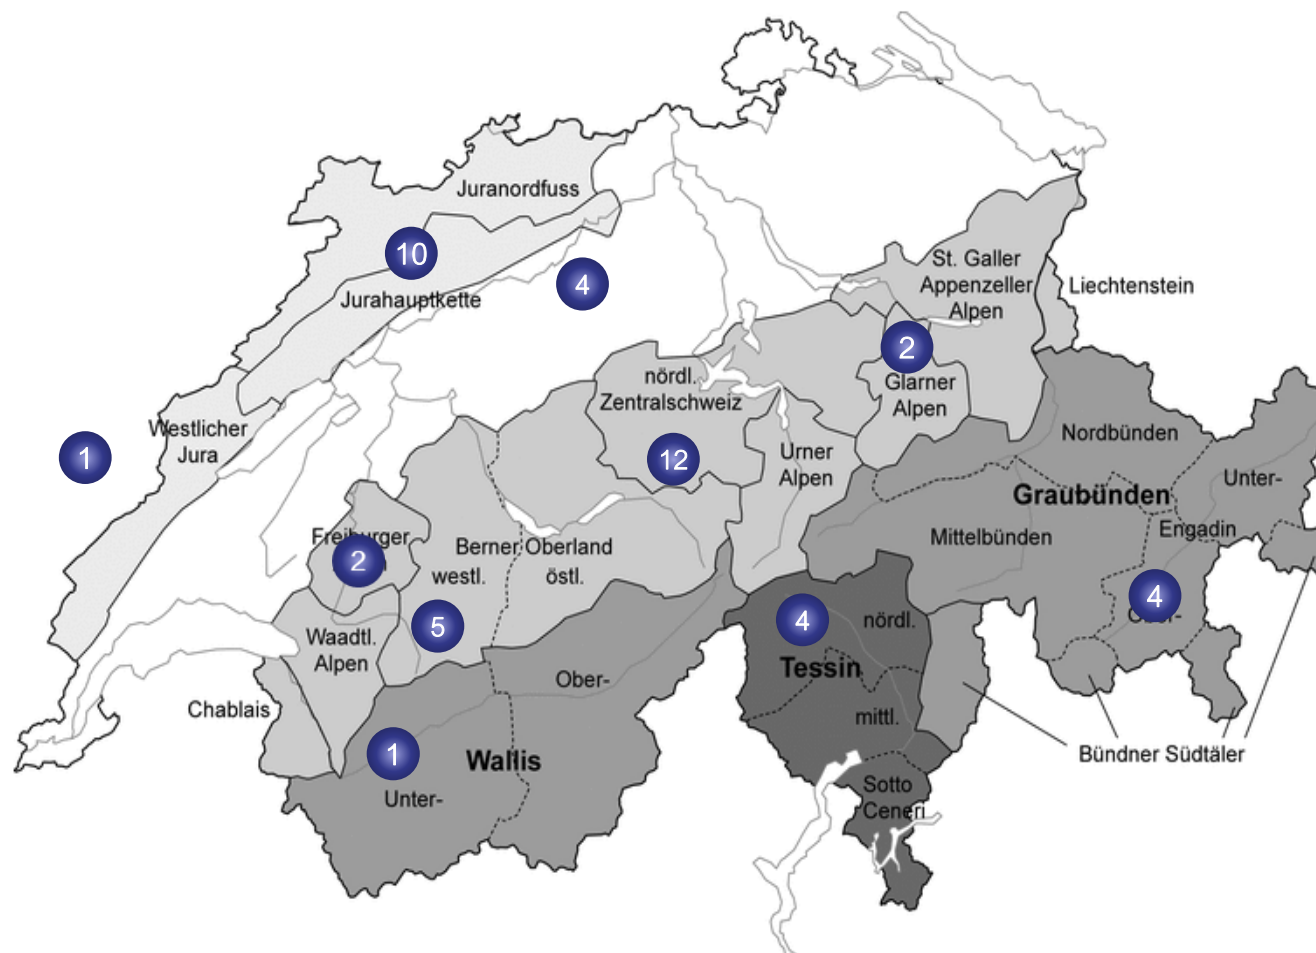 Juranordfuss
10
Jurahauptkette
4
St. Galler
Appenzeller
Alpen
Liechtenstein
2
Glarner
Alpen
nördl.
Zentralschweiz
12
Urner
Alpen
Westlicher
Jura
1
Nordbünden
Graubünden
Unter-
Engadin
Mittelbünden
4
Freiburger
2
Berner Oberland
westl.
östl.
5
Waadtl.
Alpen
Chablais
4
nördl.
Tessin
mittl.
Ober-
Wallis
1
Unter-
Sotto
Ceneri
Bündner Südtäler